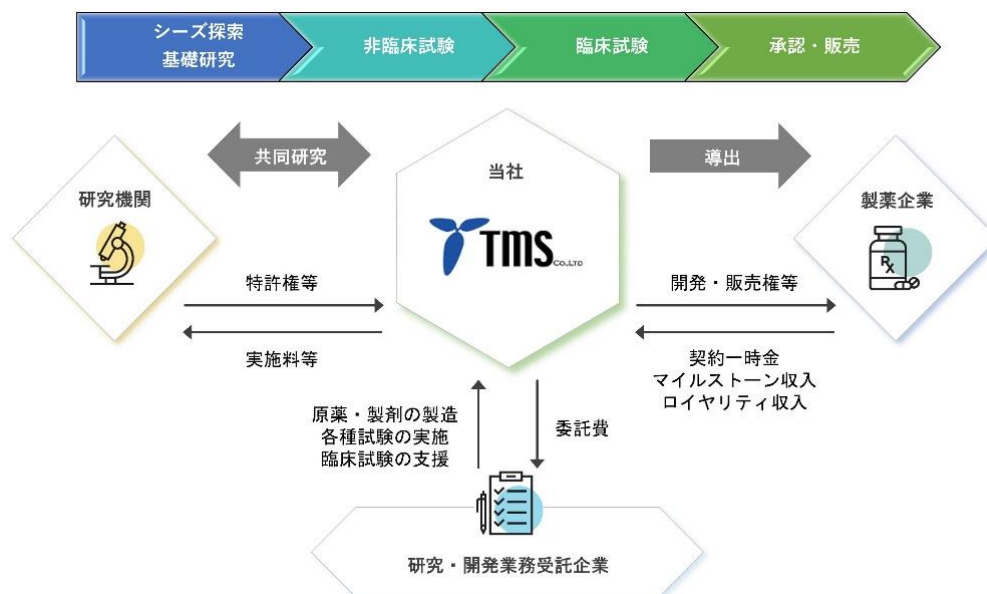 シーズ探索
基礎研究
非臨床試験
臨床試験
承認・販売
共同研究
当社
導出
研究機関
製薬企業
TMS CO.,LTD
Rx
特許権等
開発・販売権等
実施料等
契約一時金
マイルストーン収入
ロイヤリティ収入
原薬・製剤の製造
各種試験の実施
臨床試験の支援
委託費
研究・開発業務受託企業